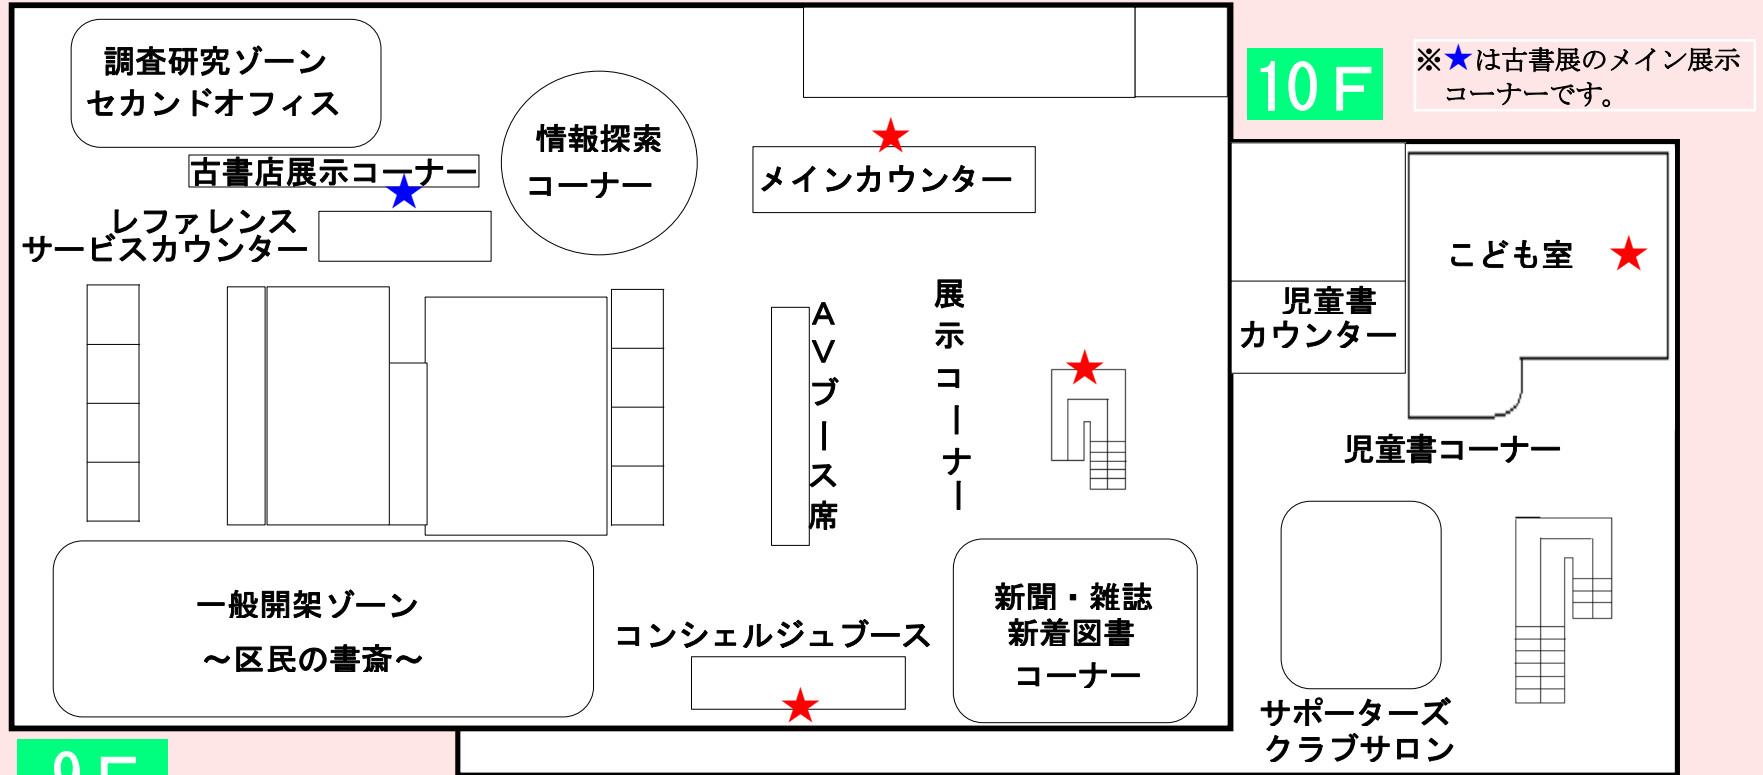 調査研究ゾーン
セカンドオフィス
情報探索
コーナー
古書店展示コーナー
レファレンス
サービスカウンター
メインカウンター
10F
※★は古書展のメイン展示
コーナーです。
こども室
児童書
カウンター
児童書コーナー
AVブース席
展示コーナー
一般開架ゾーン
～区民の書斎～
コンシェルジュブース
新聞・雑誌
新着図書
コーナー
サポーターズ
クラブサロン
9F